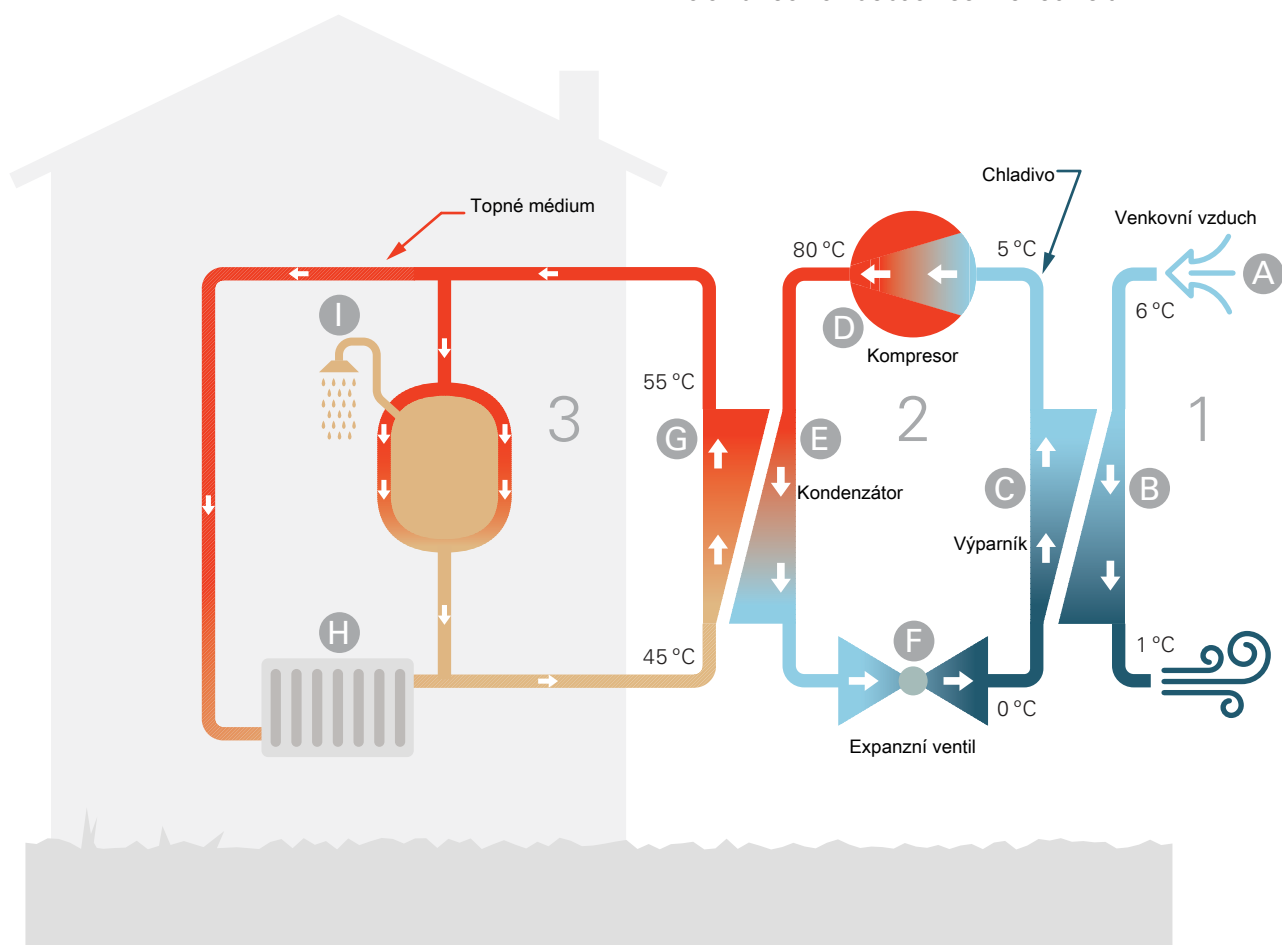 Chladivo
Topné médium
Venkovní vzduch
80 °C
5 °C
A
6 °C
I
D
Kompresor
55 °C
3
2
1
G
E
Kondenzátor
C
B
Výparník
H
F
45 °C
1 °C
0 °C
Expanzní ventil